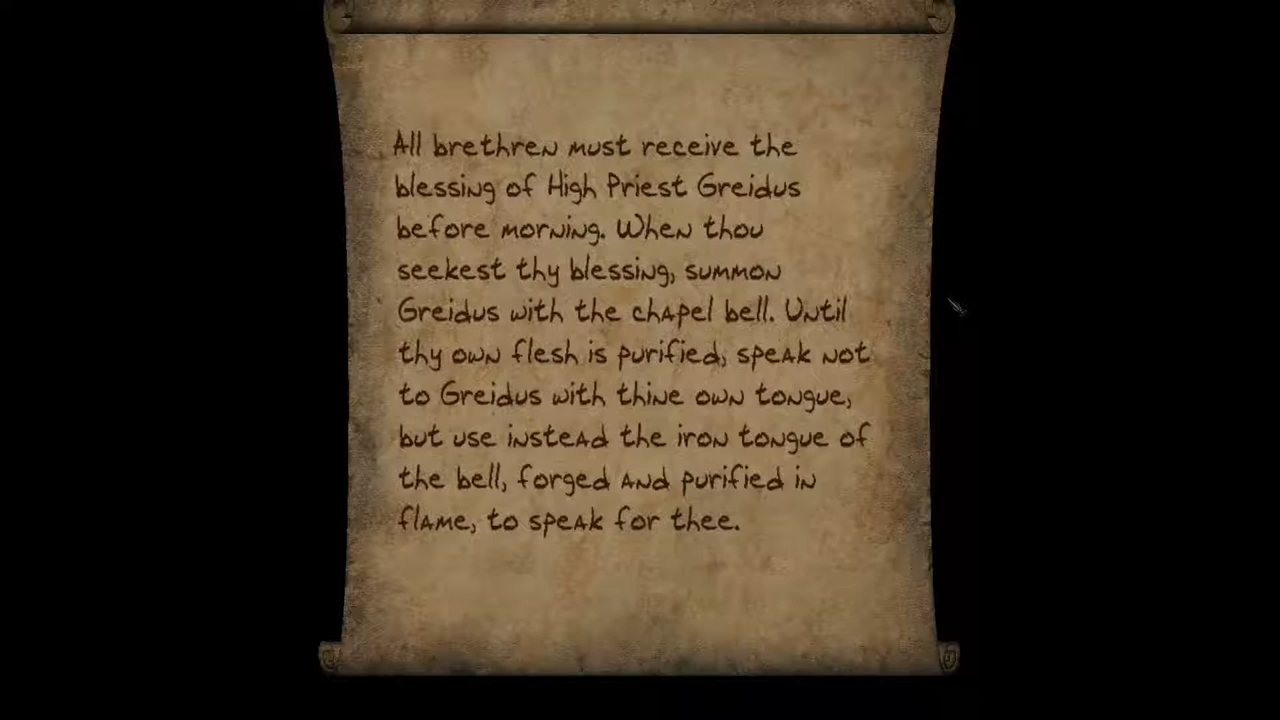 All brethren must receive the
blessing of High Priest Greidus
before morning. When thou
seekest thy blessing, summon
Greidus with the chapel bell. Until
thy own flesh is purified, speak not
to Greidus with thine own tongue,
but use instead the iron tongue of
the bell, forged and purified in
flame, to speak for thee.